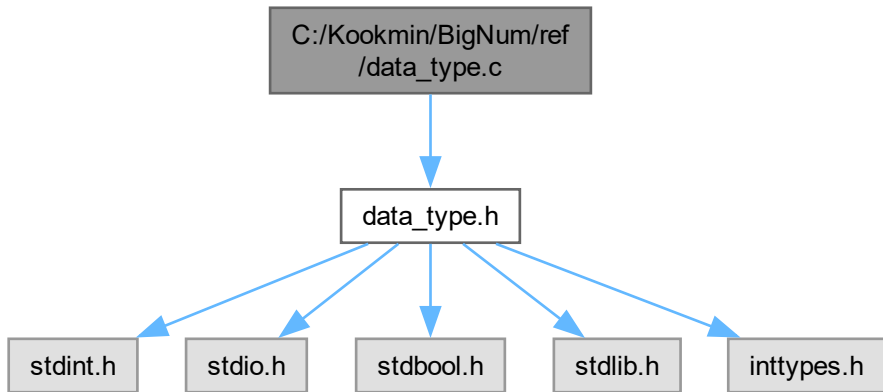 C:/Kookmin/BigNum/ref
/data_type.c
data_type.h
stdint.h
stdio.h
stdbool.h
stdlib.h
inttypes.h